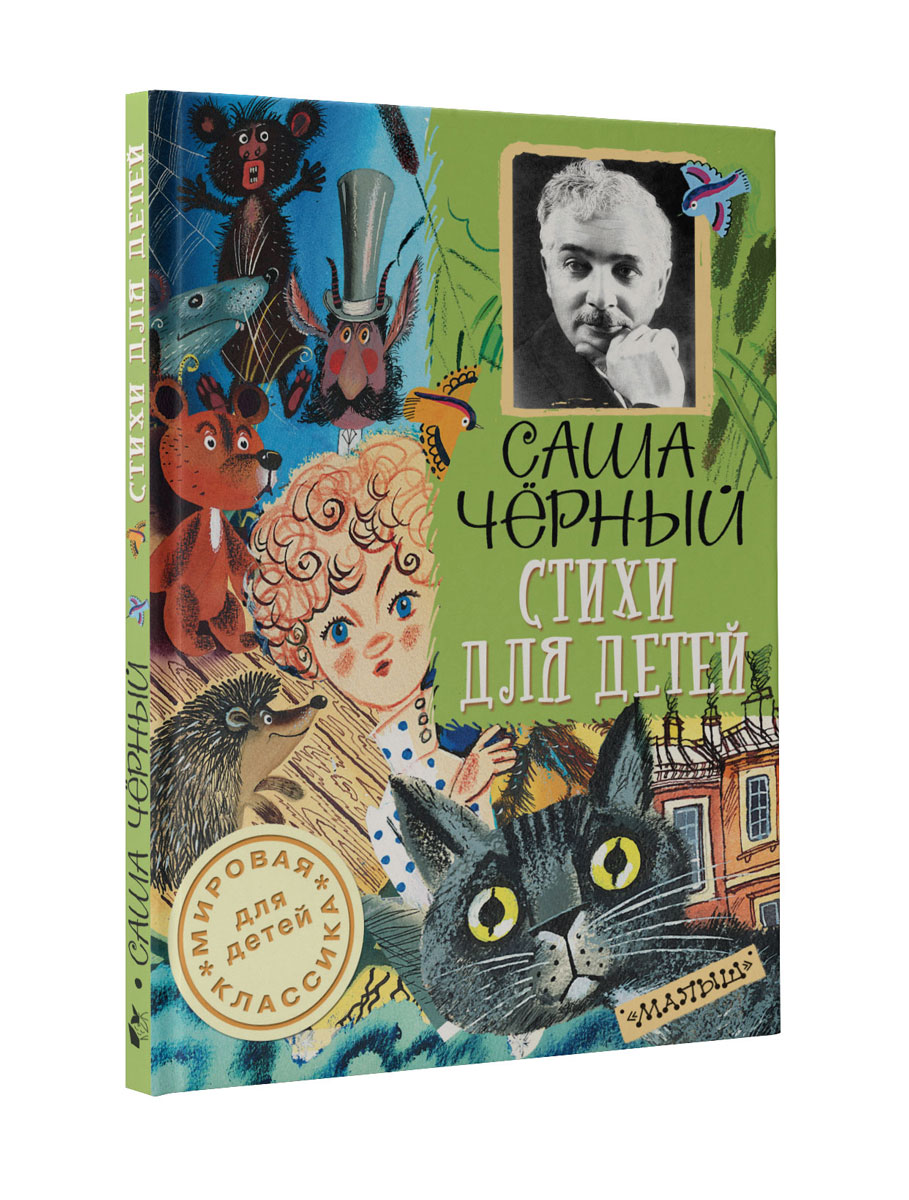 САША
ЧЁРНЫЙ
СТИХИ
ДЛЯ ДЕТЕЙ
МИРОВАЯ
КЛАССИКА
для
детей
«МАЛЫШ»
САША ЧЁРНЫЙ СТИХИ ДЛЯ ДЕТЕЙ